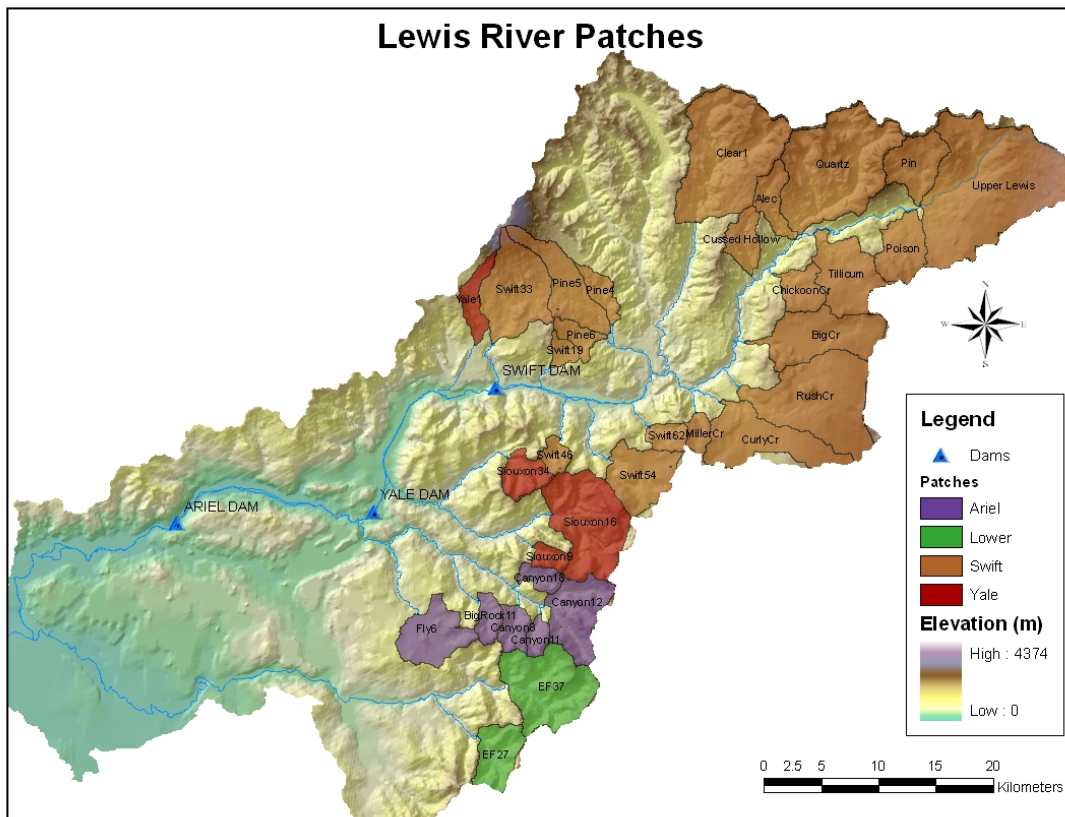 Lewis River Patches
Clear1
Quartz
Pin
Alec
Upper Lewis
Cussed Hollow
Poison
Tillicum
ChickoonCr
Swift33
Pine5
Pine4
Yale1
N
W
E
S
Pine6
BigCr
Swift19
SWIFT DAM
RushCr
Swift62
MillerCr
CurlyCr
Swift46
Siouxon34
Swift54
YALE DAM
ARIEL DAM
Siouxon16
Siouxon9
Canyon12
BigRock11
Fly6
Canyon8
Canyon11
EF37
EF27
Legend
Dams
Patches
Ariel
Lower
Swift
Yale
Elevation (m)
High : 4374
Low : 0
0 2.5 5 10 15 20
Kilometers